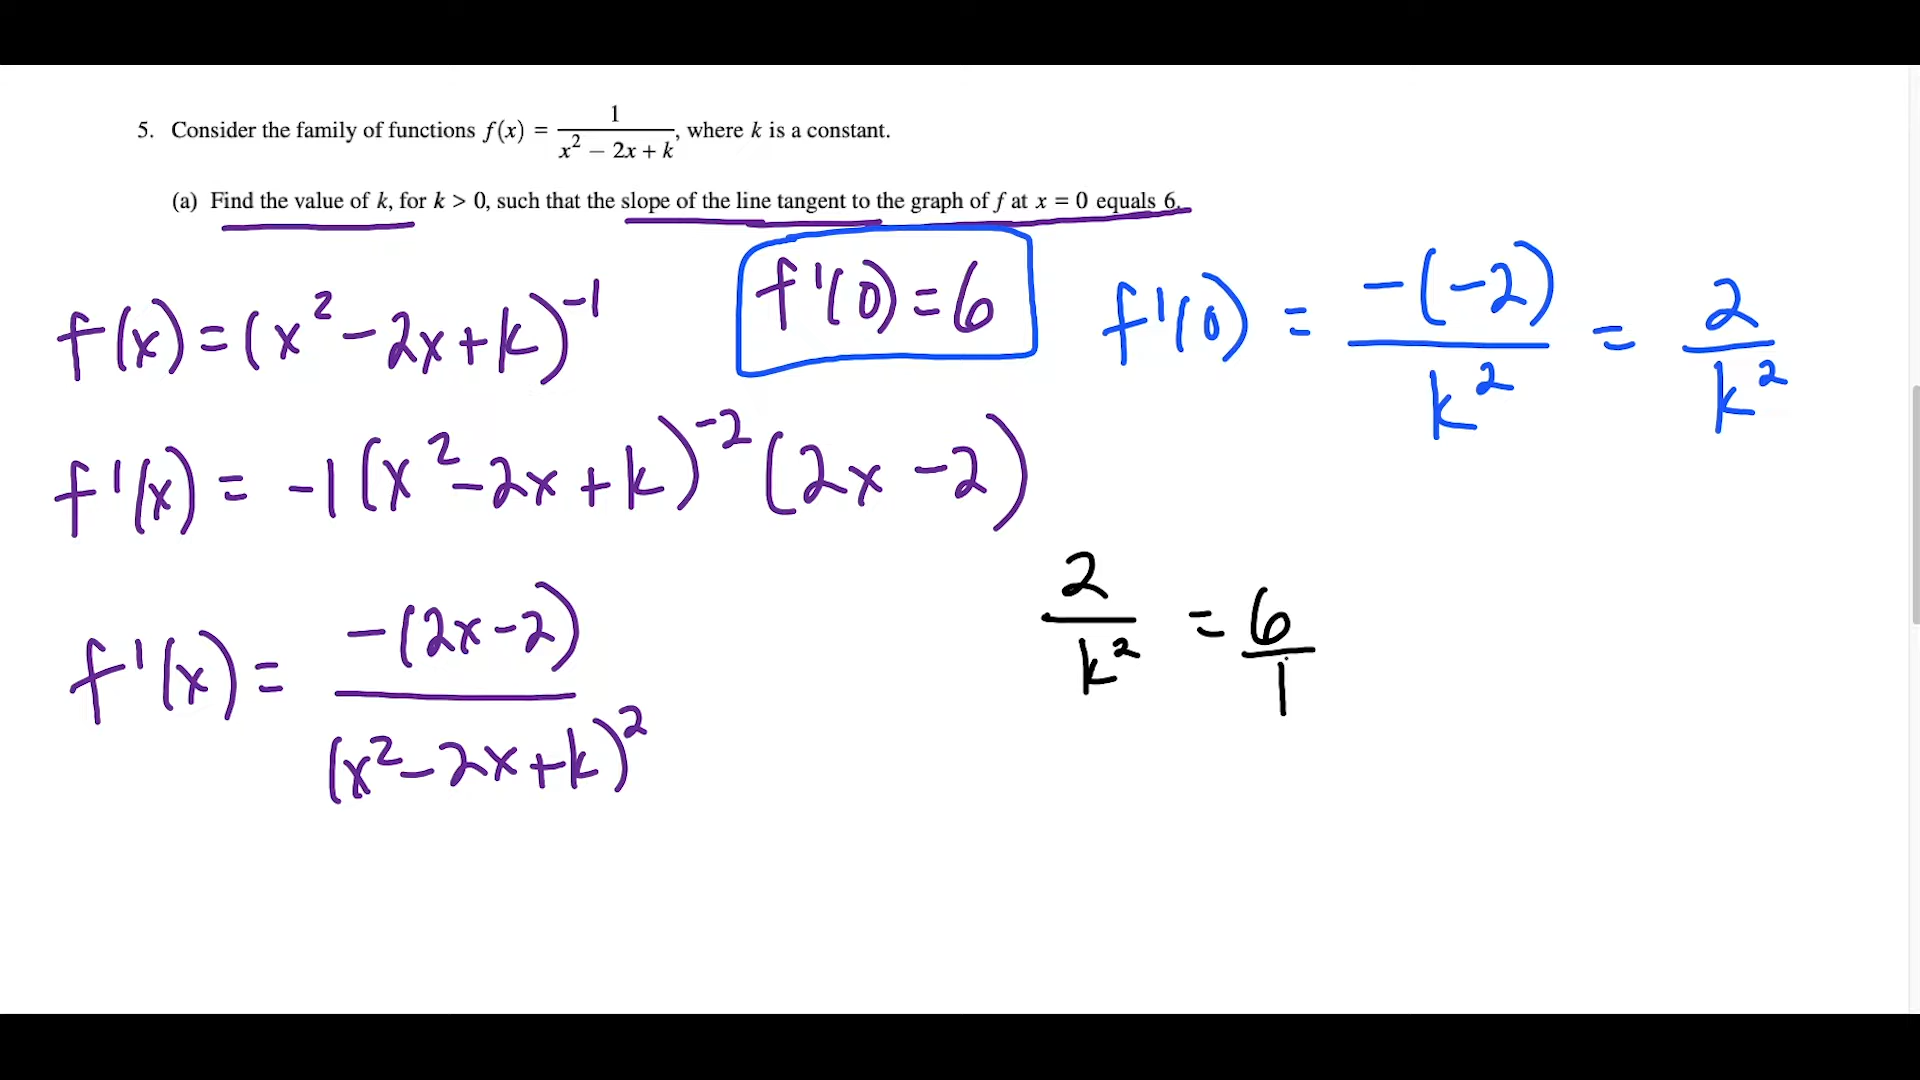 5. Consider the family of functions f(x) = 1/(x² − 2x + k), where k is a constant.
(a) Find the value of k, for k > 0, such that the slope of the line tangent to the graph of f at x = 0 equals 6.
f'(0) = 6
f'(0) = -(-2)/k² = 2/k²
f(x) = (x² - 2x + k)⁻¹
f'(x) = -1(x² - 2x + k)⁻² (2x - 2)
2/k² = 6/1
f'(x) = -(2x-2)/(x² - 2x + k)²